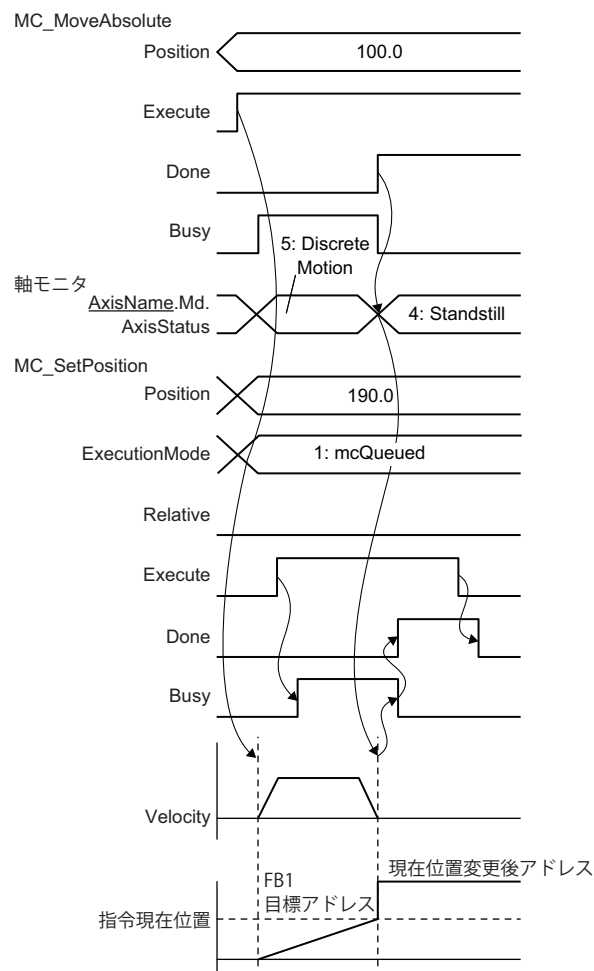 MC_MoveAbsolute
Position
100.0
Execute
Done
Busy
5: Discrete
Motion
軸モニタ
AxisName.Md.
AxisStatus
4: Standstill
MC_SetPosition
Position
190.0
ExecutionMode
1: mcQueued
Relative
Execute
Done
Busy
Velocity
現在位置変更後アドレス
FB1
目標アドレス
指令現在位置